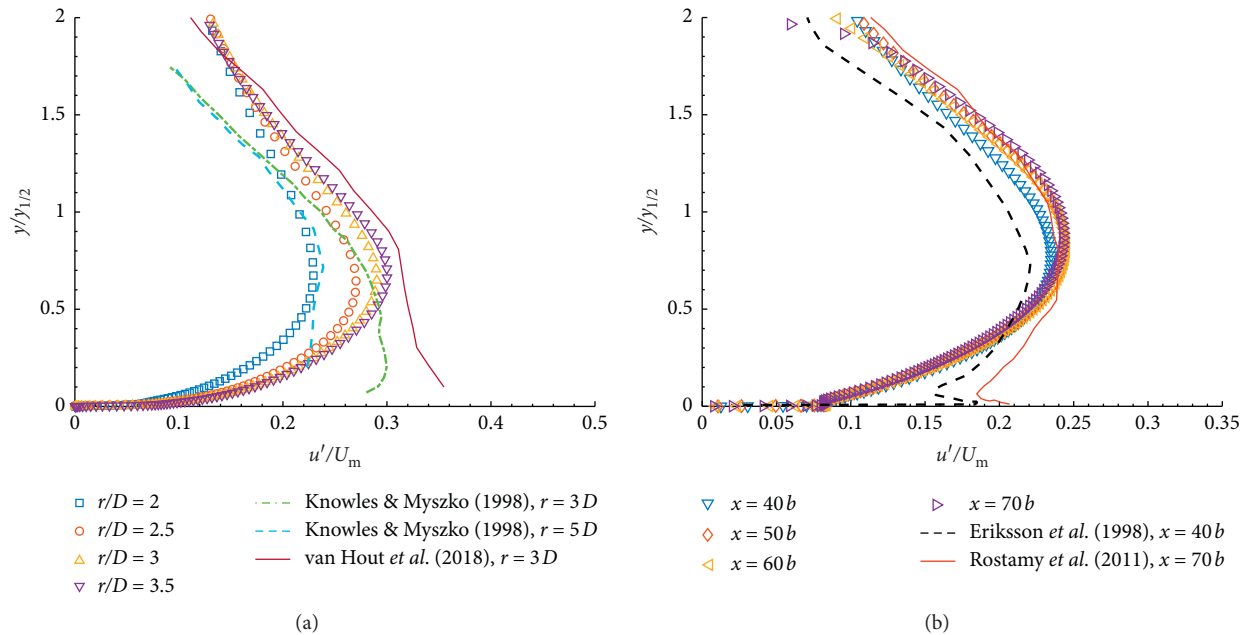 2
1.5
1
0.5
0
y/y1/2
0 0.1 0.2 0.3 0.4 0.5
u′/Um
r/D = 2
r/D = 2.5
r/D = 3
r/D = 3.5
Knowles & Myszko (1998), r = 3D
Knowles & Myszko (1998), r = 5D
van Hout et al. (2018), r = 3D
(a)
2
1.5
1
0.5
0
y/y1/2
0 0.05 0.1 0.15 0.2 0.25 0.3 0.35
u′/Um
x = 40b
x = 50b
x = 60b
x = 70b
Eriksson et al. (1998), x = 40b
Rostamy et al. (2011), x = 70b
(b)